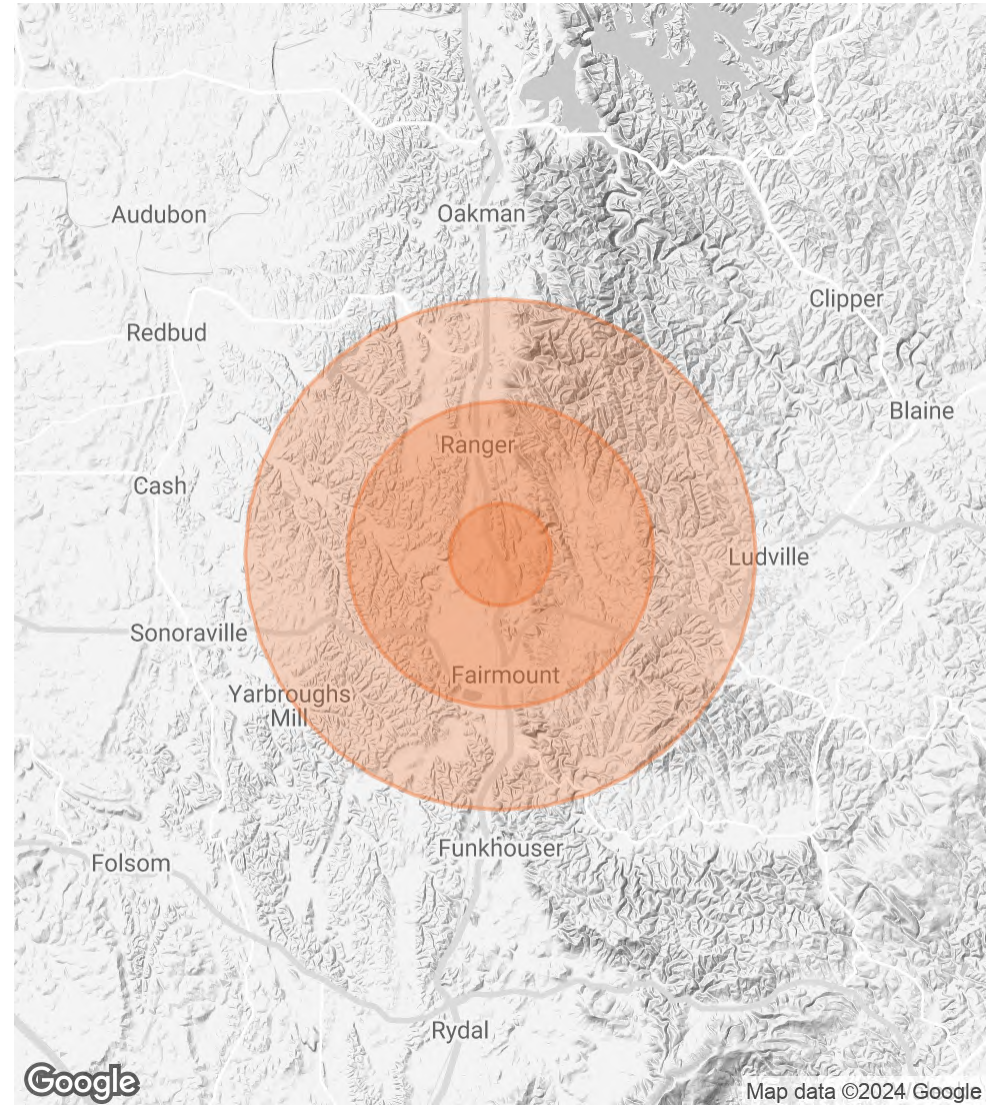 Audubon
Oakman
Clipper
Redbud
Blaine
Ranger
Cash
Ludville
Sonoraville
Fairmount
Yarbroughs
Mill
Funkhouser
Folsom
Rydal
Google
Map data ©2024 Google